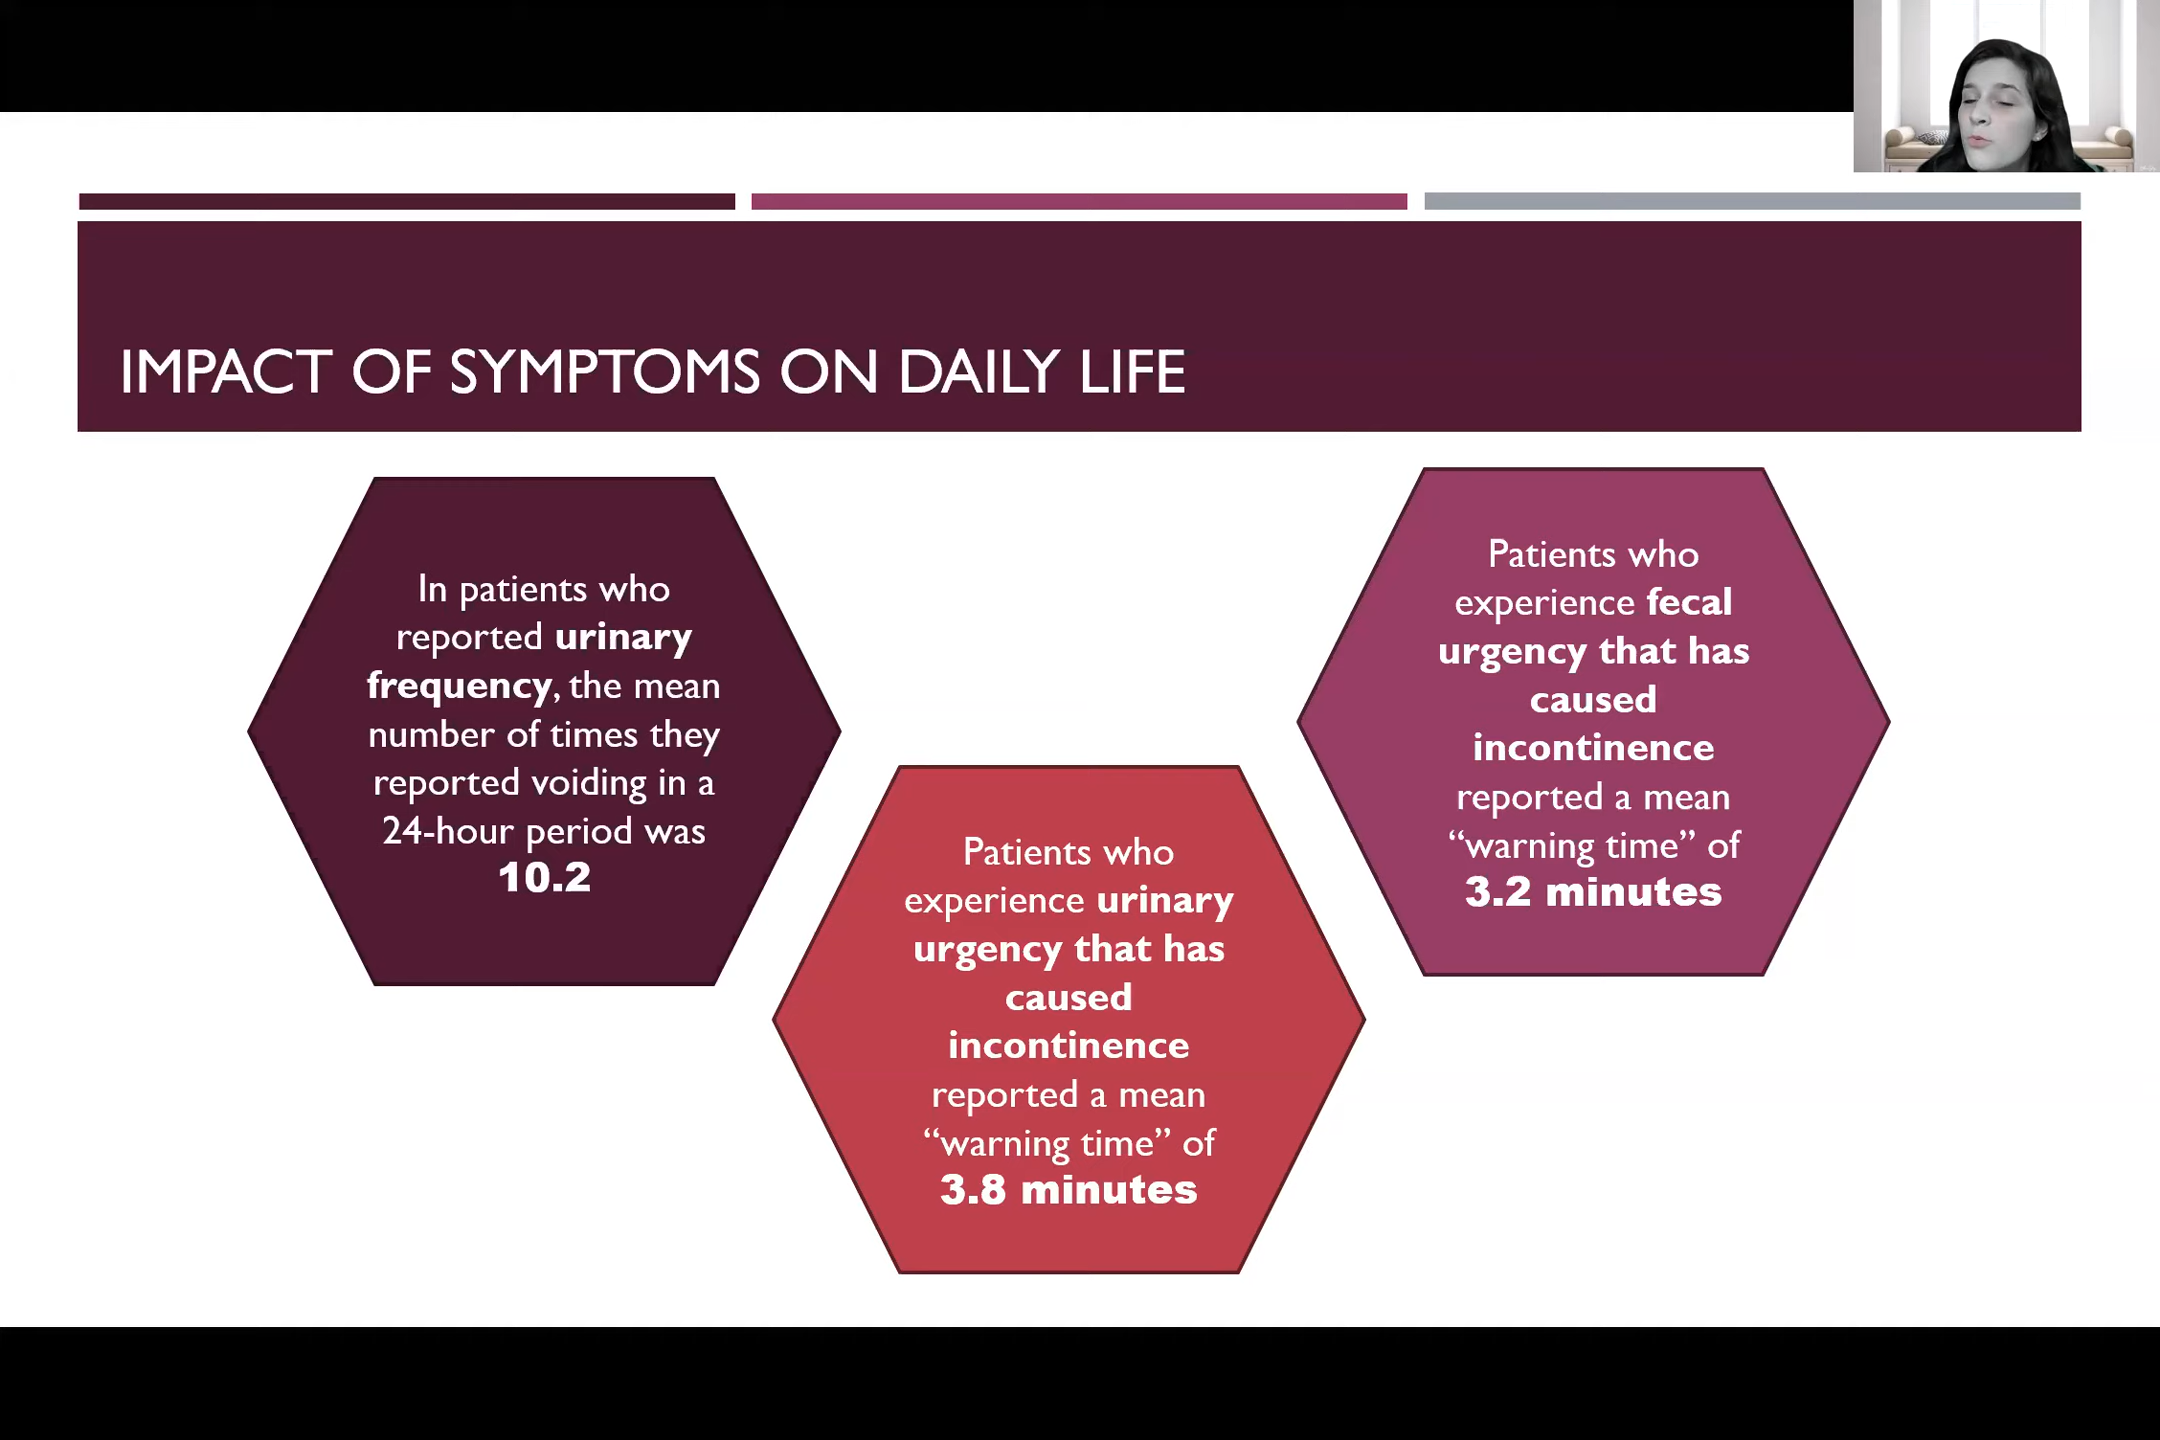 IMPACT OF SYMPTOMS ON DAILY LIFE
In patients who
reported urinary
frequency, the mean
number of times they
reported voiding in a
24-hour period was
10.2
Patients who
experience urinary
urgency that has
caused
incontinence
reported a mean
“warning time” of
3.8 minutes
Patients who
experience fecal
urgency that has
caused
incontinence
reported a mean
“warning time” of
3.2 minutes